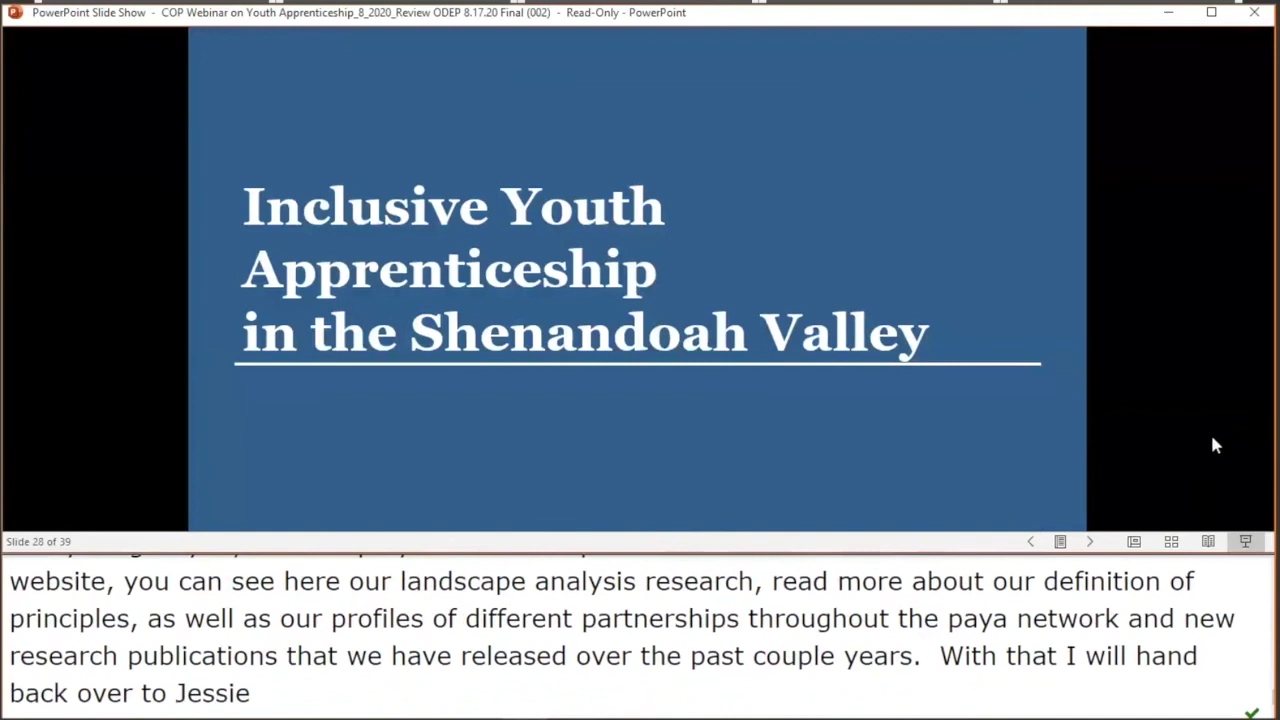 PowerPoint Slide Show - COP Webinar on Youth Apprenticeship_8_2020_Review ODEP 8.17.20 Final (002) - Read-Only - PowerPoint
Inclusive Youth
Apprenticeship
in the Shenandoah Valley
Slide 28 of 39
website, you can see here our landscape analysis research, read more about our definition of
principles, as well as our profiles of different partnerships throughout the paya network and new
research publications that we have released over the past couple years.  With that I will hand
back over to Jessie